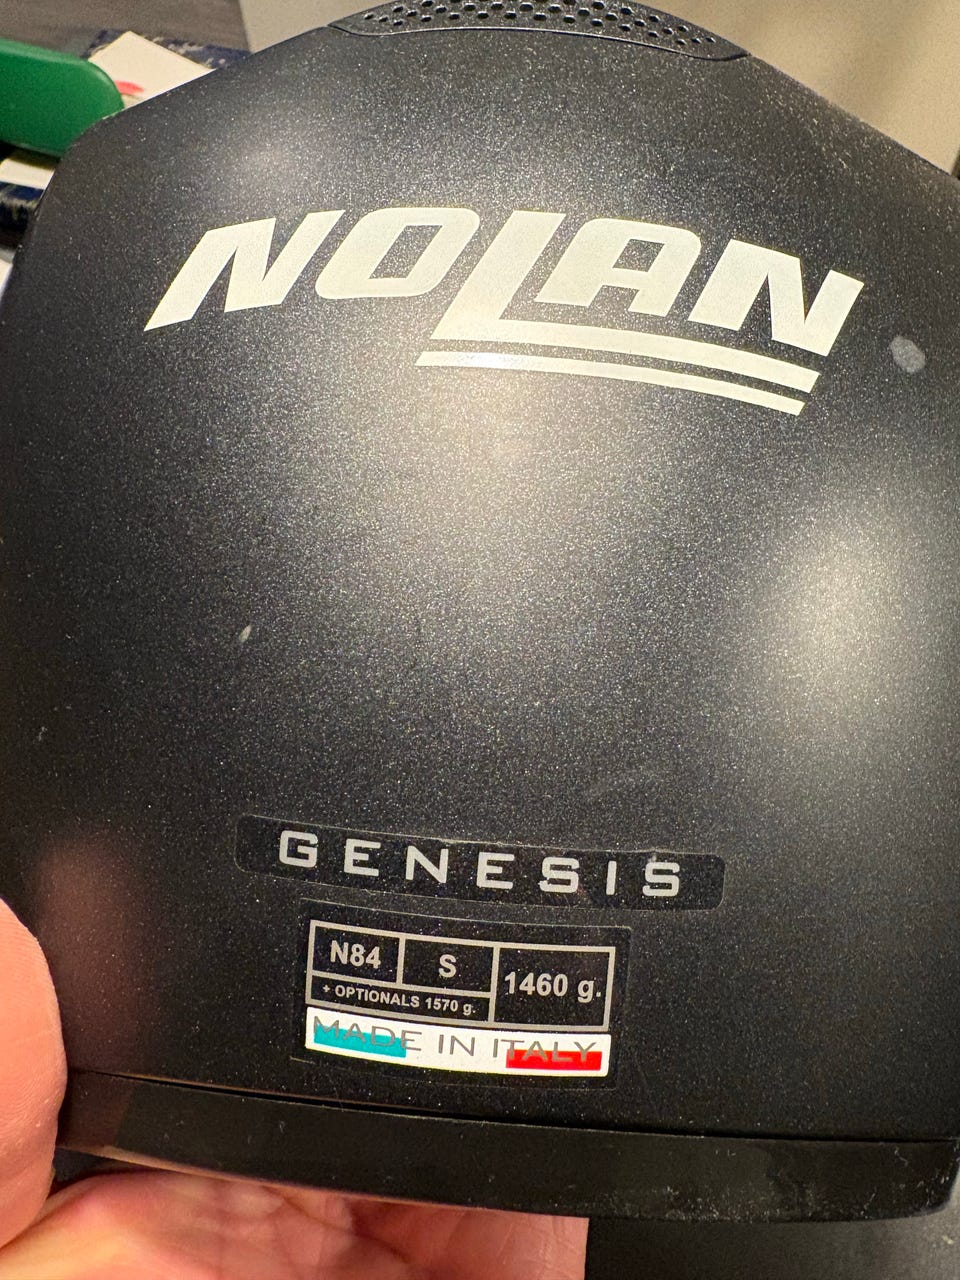 NOLAN
GENESIS
N84 S 1460 g.
+ OPTIONALS 1570 g.
MADE IN ITALY